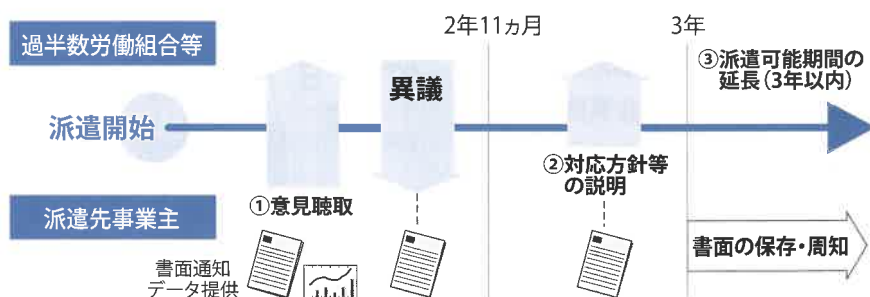 過半数労働組合等
2年11ヵ月
3年
③派遣可能期間の
延長(3年以内)
異議
派遣開始
②対応方針等
の説明
①意見聴取
派遣先事業主
書面通知
データ提供
書面の保存・周知